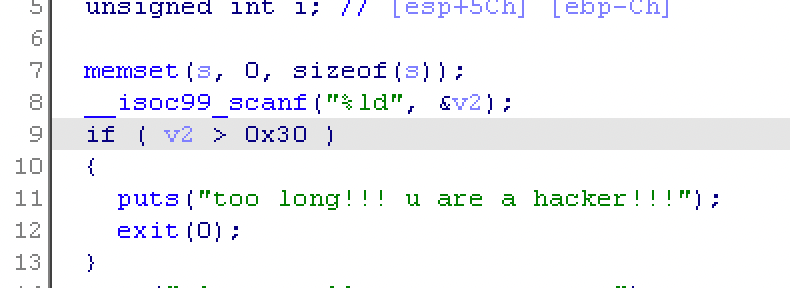 5 unsigned int i; // [esp+5Ch] [ebp-Ch]
6
7 memset(s, 0, sizeof(s));
8 __isoc99_scanf("%ld", &v2);
9 if ( v2 > 0x30 )
10 {
11 puts("too long!!! u are a hacker!!!");
12 exit(0);
13 }